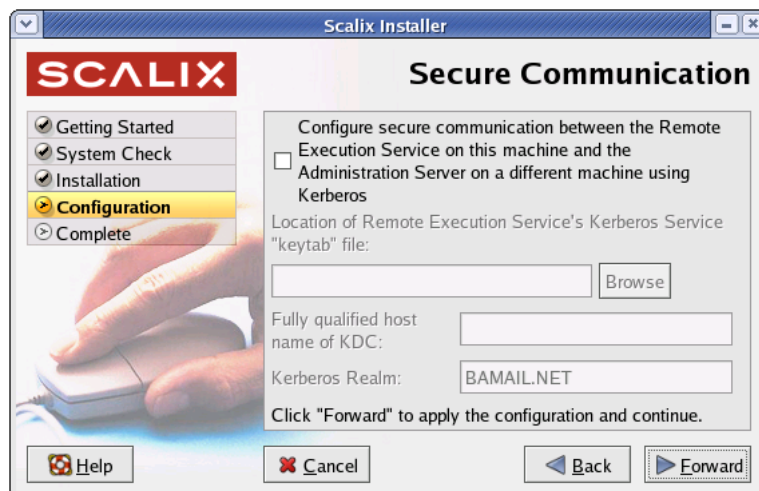 Scalix Installer
SCALIX
Secure Communication
Getting Started
System Check
Installation
Configuration
Complete
Configure secure communication between the Remote
Execution Service on this machine and the
Administration Server on a different machine using
Kerberos
Location of Remote Execution Service's Kerberos Service
"keytab" file:
Browse
Fully qualified host
name of KDC:
Kerberos Realm:
BAMAIL.NET
Click "Forward" to apply the configuration and continue.
Help
Cancel
Back
Forward